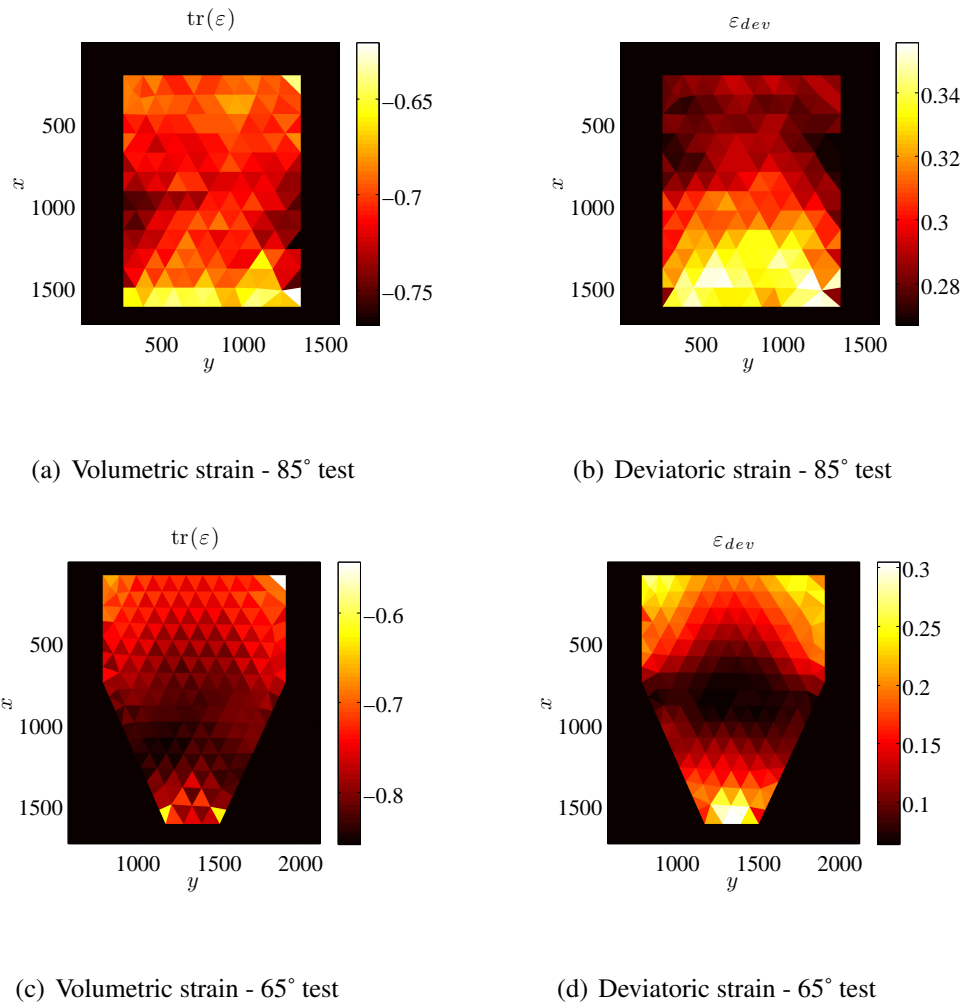 tr(ε)
ε_dev
500
1000
1500
x
500 1000 1500
y
−0.65
−0.7
−0.75
500
1000
1500
x
500 1000 1500
y
0.34
0.32
0.3
0.28
(a) Volumetric strain - 85° test
(b) Deviatoric strain - 85° test
tr(ε)
ε_dev
500
1000
1500
x
1000 1500 2000
y
−0.6
−0.7
−0.8
500
1000
1500
x
1000 1500 2000
y
0.3
0.25
0.2
0.15
0.1
(c) Volumetric strain - 65° test
(d) Deviatoric strain - 65° test